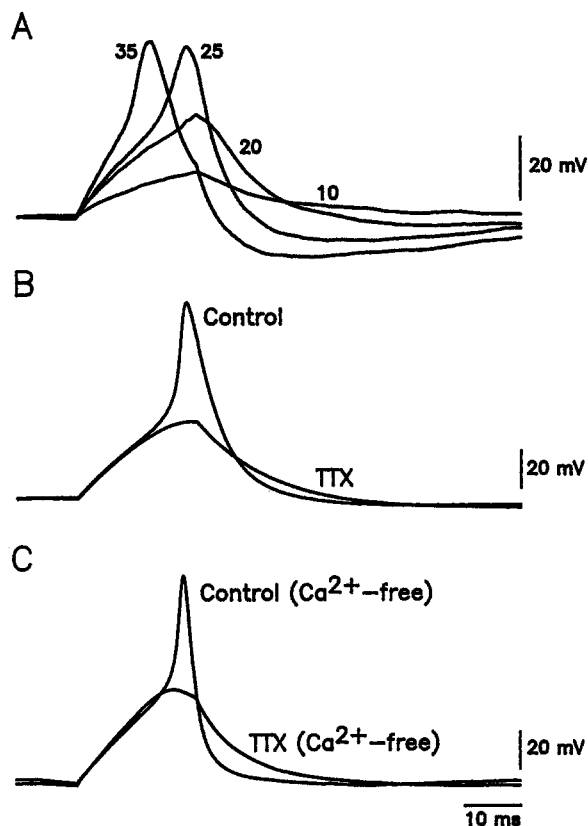 A
35
25
20
10
20 mV
B
Control
TTX
20 mV
C
Control (Ca²⁺–free)
TTX (Ca²⁺–free)
20 mV
10 ms